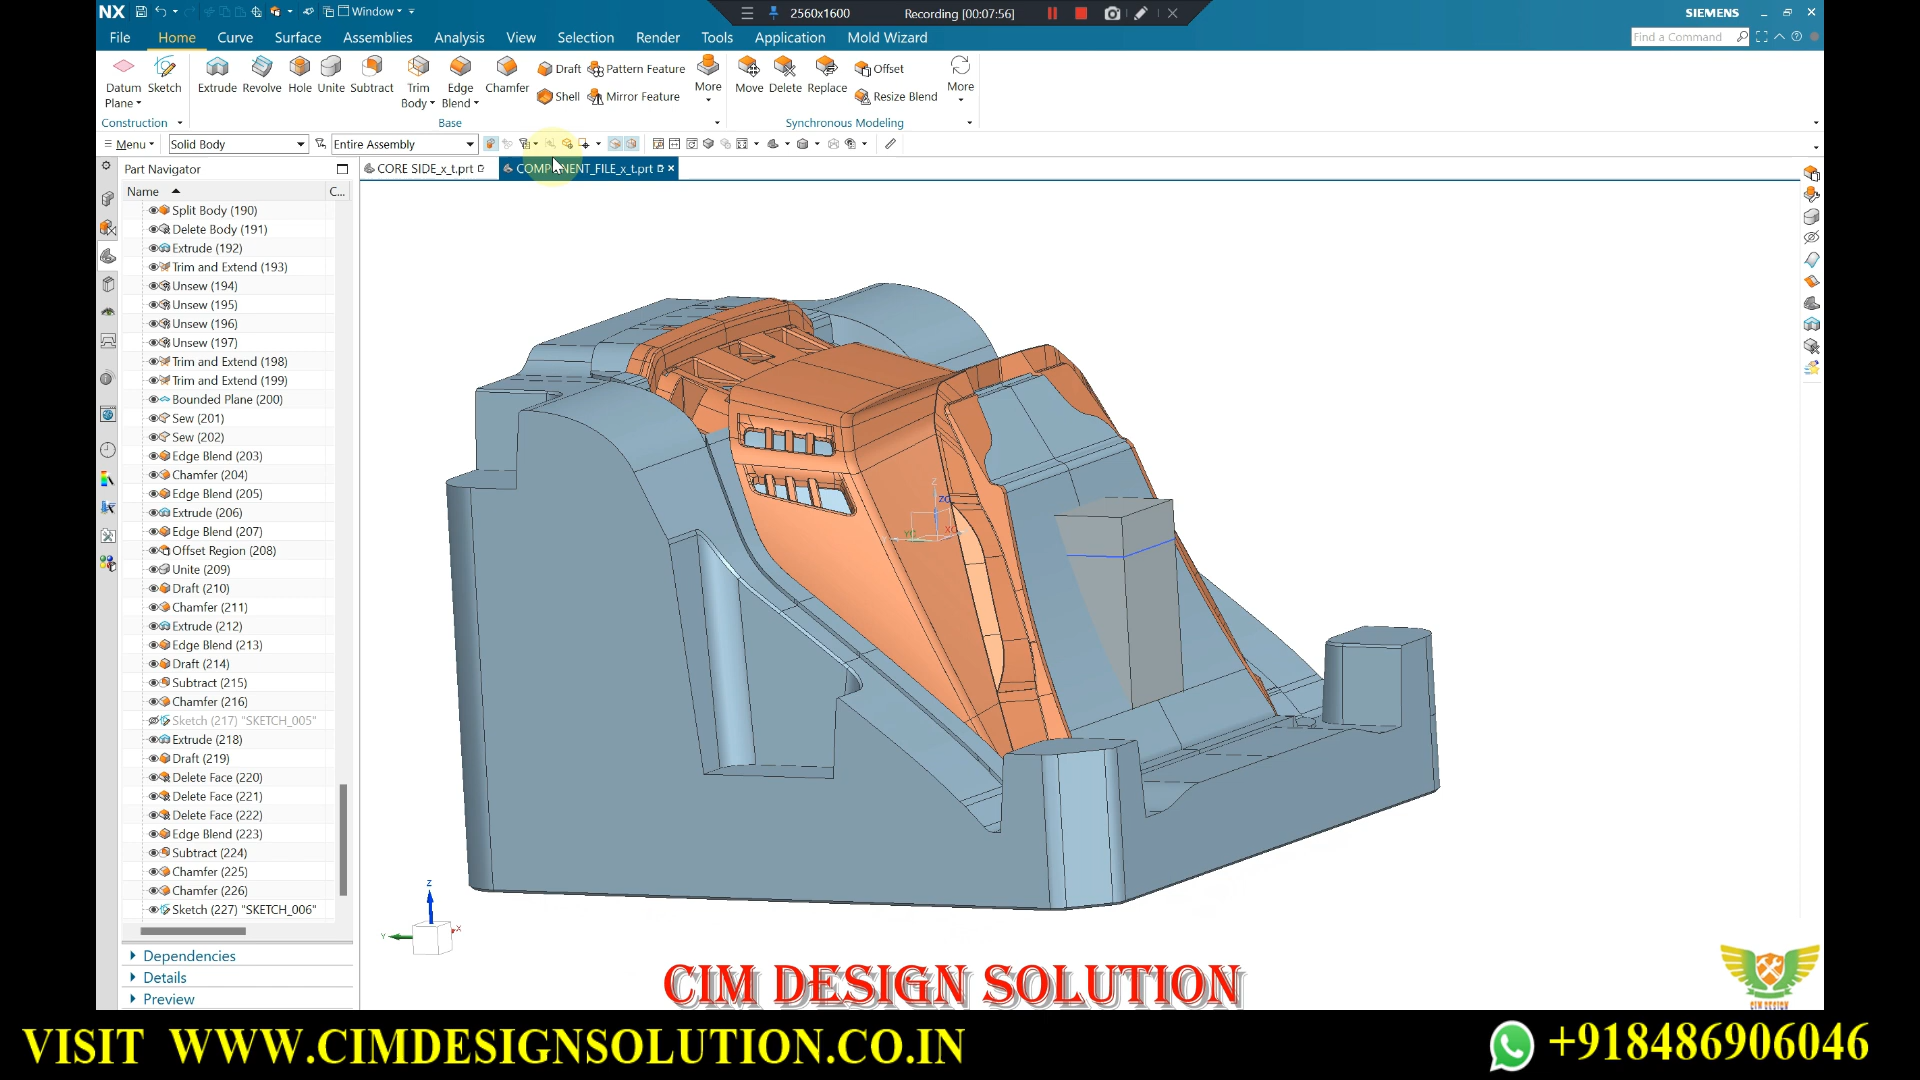 NX
Window
2560x1600
Recording [00:07:56]
SIEMENS
File Home Curve Surface Assemblies Analysis View Selection Render Tools Application Mold Wizard
Find a Command
Datum Plane
Sketch
Extrude
Revolve
Hole
Unite
Subtract
Trim Body
Edge Blend
Chamfer
Draft
Shell
Pattern Feature
Mirror Feature
More
Move
Delete
Replace
Offset
Resize Blend
More
Construction
Base
Synchronous Modeling
Menu
Solid Body
Entire Assembly
Part Navigator
CORE SIDE_x_t.prt
COMPONENT_FILE_x_t.prt
Name
C...
Split Body (190)
Delete Body (191)
Extrude (192)
Trim and Extend (193)
Unsew (194)
Unsew (195)
Unsew (196)
Unsew (197)
Trim and Extend (198)
Trim and Extend (199)
Bounded Plane (200)
Sew (201)
Sew (202)
Edge Blend (203)
Chamfer (204)
Edge Blend (205)
Extrude (206)
Edge Blend (207)
Offset Region (208)
Unite (209)
Draft (210)
Chamfer (211)
Extrude (212)
Edge Blend (213)
Draft (214)
Subtract (215)
Chamfer (216)
Sketch (217) "SKETCH_005"
Extrude (218)
Draft (219)
Delete Face (220)
Delete Face (221)
Delete Face (222)
Edge Blend (223)
Subtract (224)
Chamfer (225)
Chamfer (226)
Sketch (227) "SKETCH_006"
Dependencies
Details
Preview
Z
ZC
XC
YC
Z
Y
X
CIM DESIGN SOLUTION
CIM DESIGN
VISIT WWW.CIMDESIGNSOLUTION.CO.IN
+918486906046